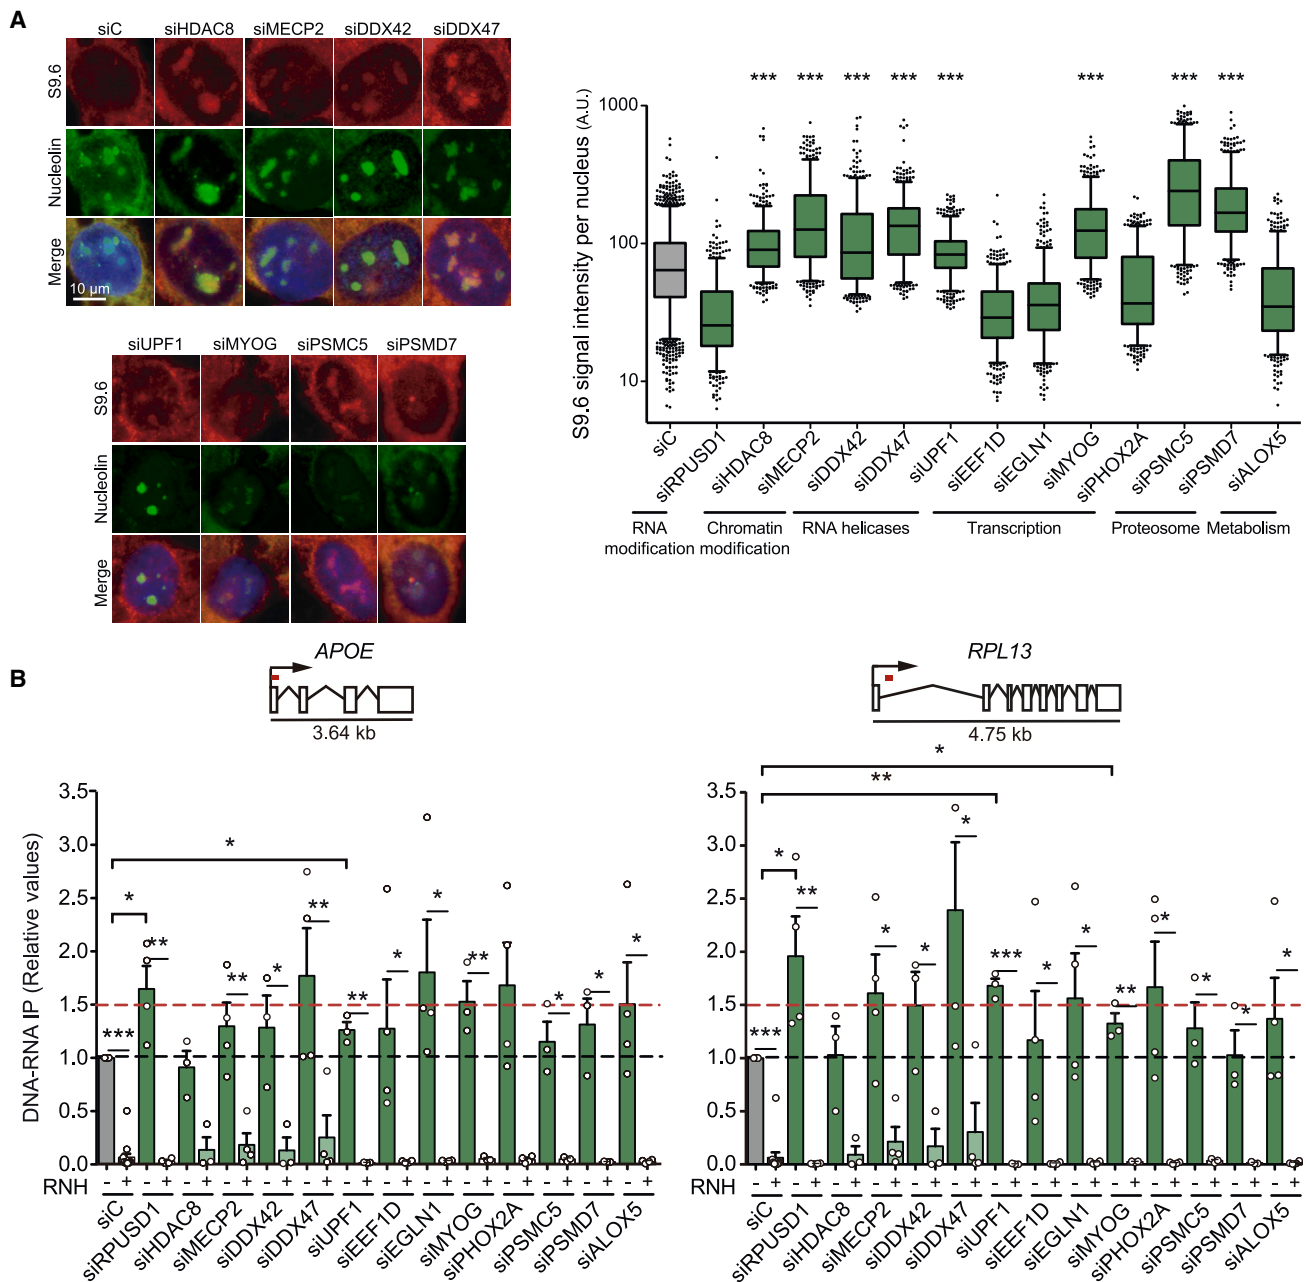 A
siC siHDAC8 siMECP2 siDDX42 siDDX47
S9.6
Nucleolin
Merge
10 µm
siUPF1 siMYOG siPSMC5 siPSMD7
S9.6
Nucleolin
Merge
S9.6 signal intensity per nucleus (A.U.)
*** *** *** *** *** *** *** ***
1000
100
10
siC siRPUSD1 siHDAC8 siMECP2 siDDX42 siDDX47 siUPF1 siEEF1D siEGLN1 siMYOG siPHOX2A siPSMC5 siPSMD7 siALOX5
RNA modification
Chromatin modification
RNA helicases
Transcription
Proteosome
Metabolism
B
APOE
3.64 kb
DNA-RNA IP (Relative values)
3.5
3.0
2.5
2.0
1.5
1.0
0.5
0.0
*
*
*** ** ** * ** ** * * ** * * *
RNH - + - + - + - + - + - + - + - + - + - + - + - + - + - +
siC siRPUSD1 siHDAC8 siMECP2 siDDX42 siDDX47 siUPF1 siEEF1D siEGLN1 siMYOG siPHOX2A siPSMC5 siPSMD7 siALOX5
RPL13
4.75 kb
*
**
*
3.5
3.0
2.5
2.0
1.5
1.0
0.5
0.0
*** ** * * * *** * * ** * * * *
RNH - + - + - + - + - + - + - + - + - + - + - + - + - + - +
siC siRPUSD1 siHDAC8 siMECP2 siDDX42 siDDX47 siUPF1 siEEF1D siEGLN1 siMYOG siPHOX2A siPSMC5 siPSMD7 siALOX5